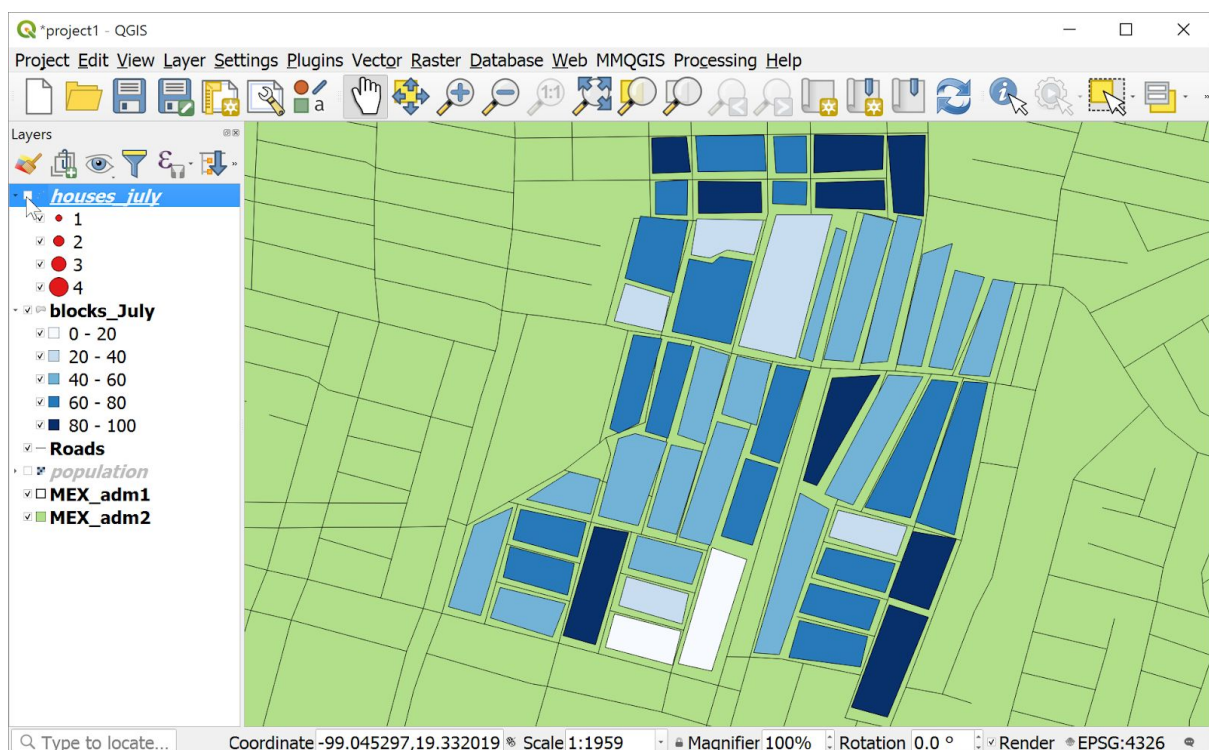 *project1 - QGIS
Project Edit View Layer Settings Plugins Vector Raster Database Web MMQGIS Processing Help
1:1
a
i
»
Layers
ε
»
houses_july
1
2
3
4
blocks_July
0 - 20
20 - 40
40 - 60
60 - 80
80 - 100
Roads
population
MEX_adm1
MEX_adm2
Type to locate... Coordinate -99.045297,19.332019 Scale 1:1959 Magnifier 100% Rotation 0.0 ° Render EPSG:4326